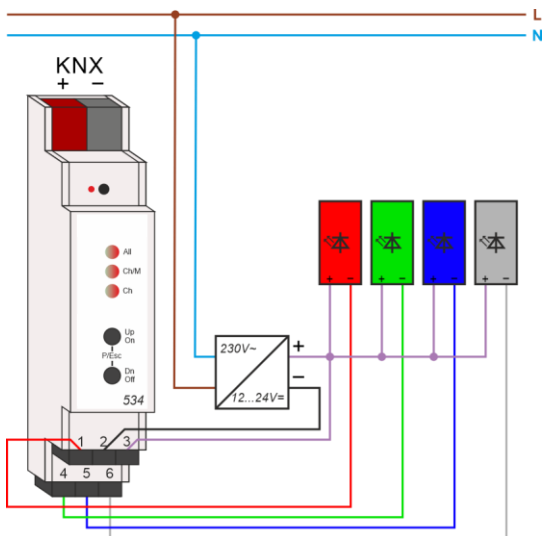 L
N
KNX
+ −
All
Ch/M
Ch
Up
On
P/Esc
Dn
Off
534
230V~
12...24V=
+
−
+ − + − + − + −
1 2 3
4 5 6